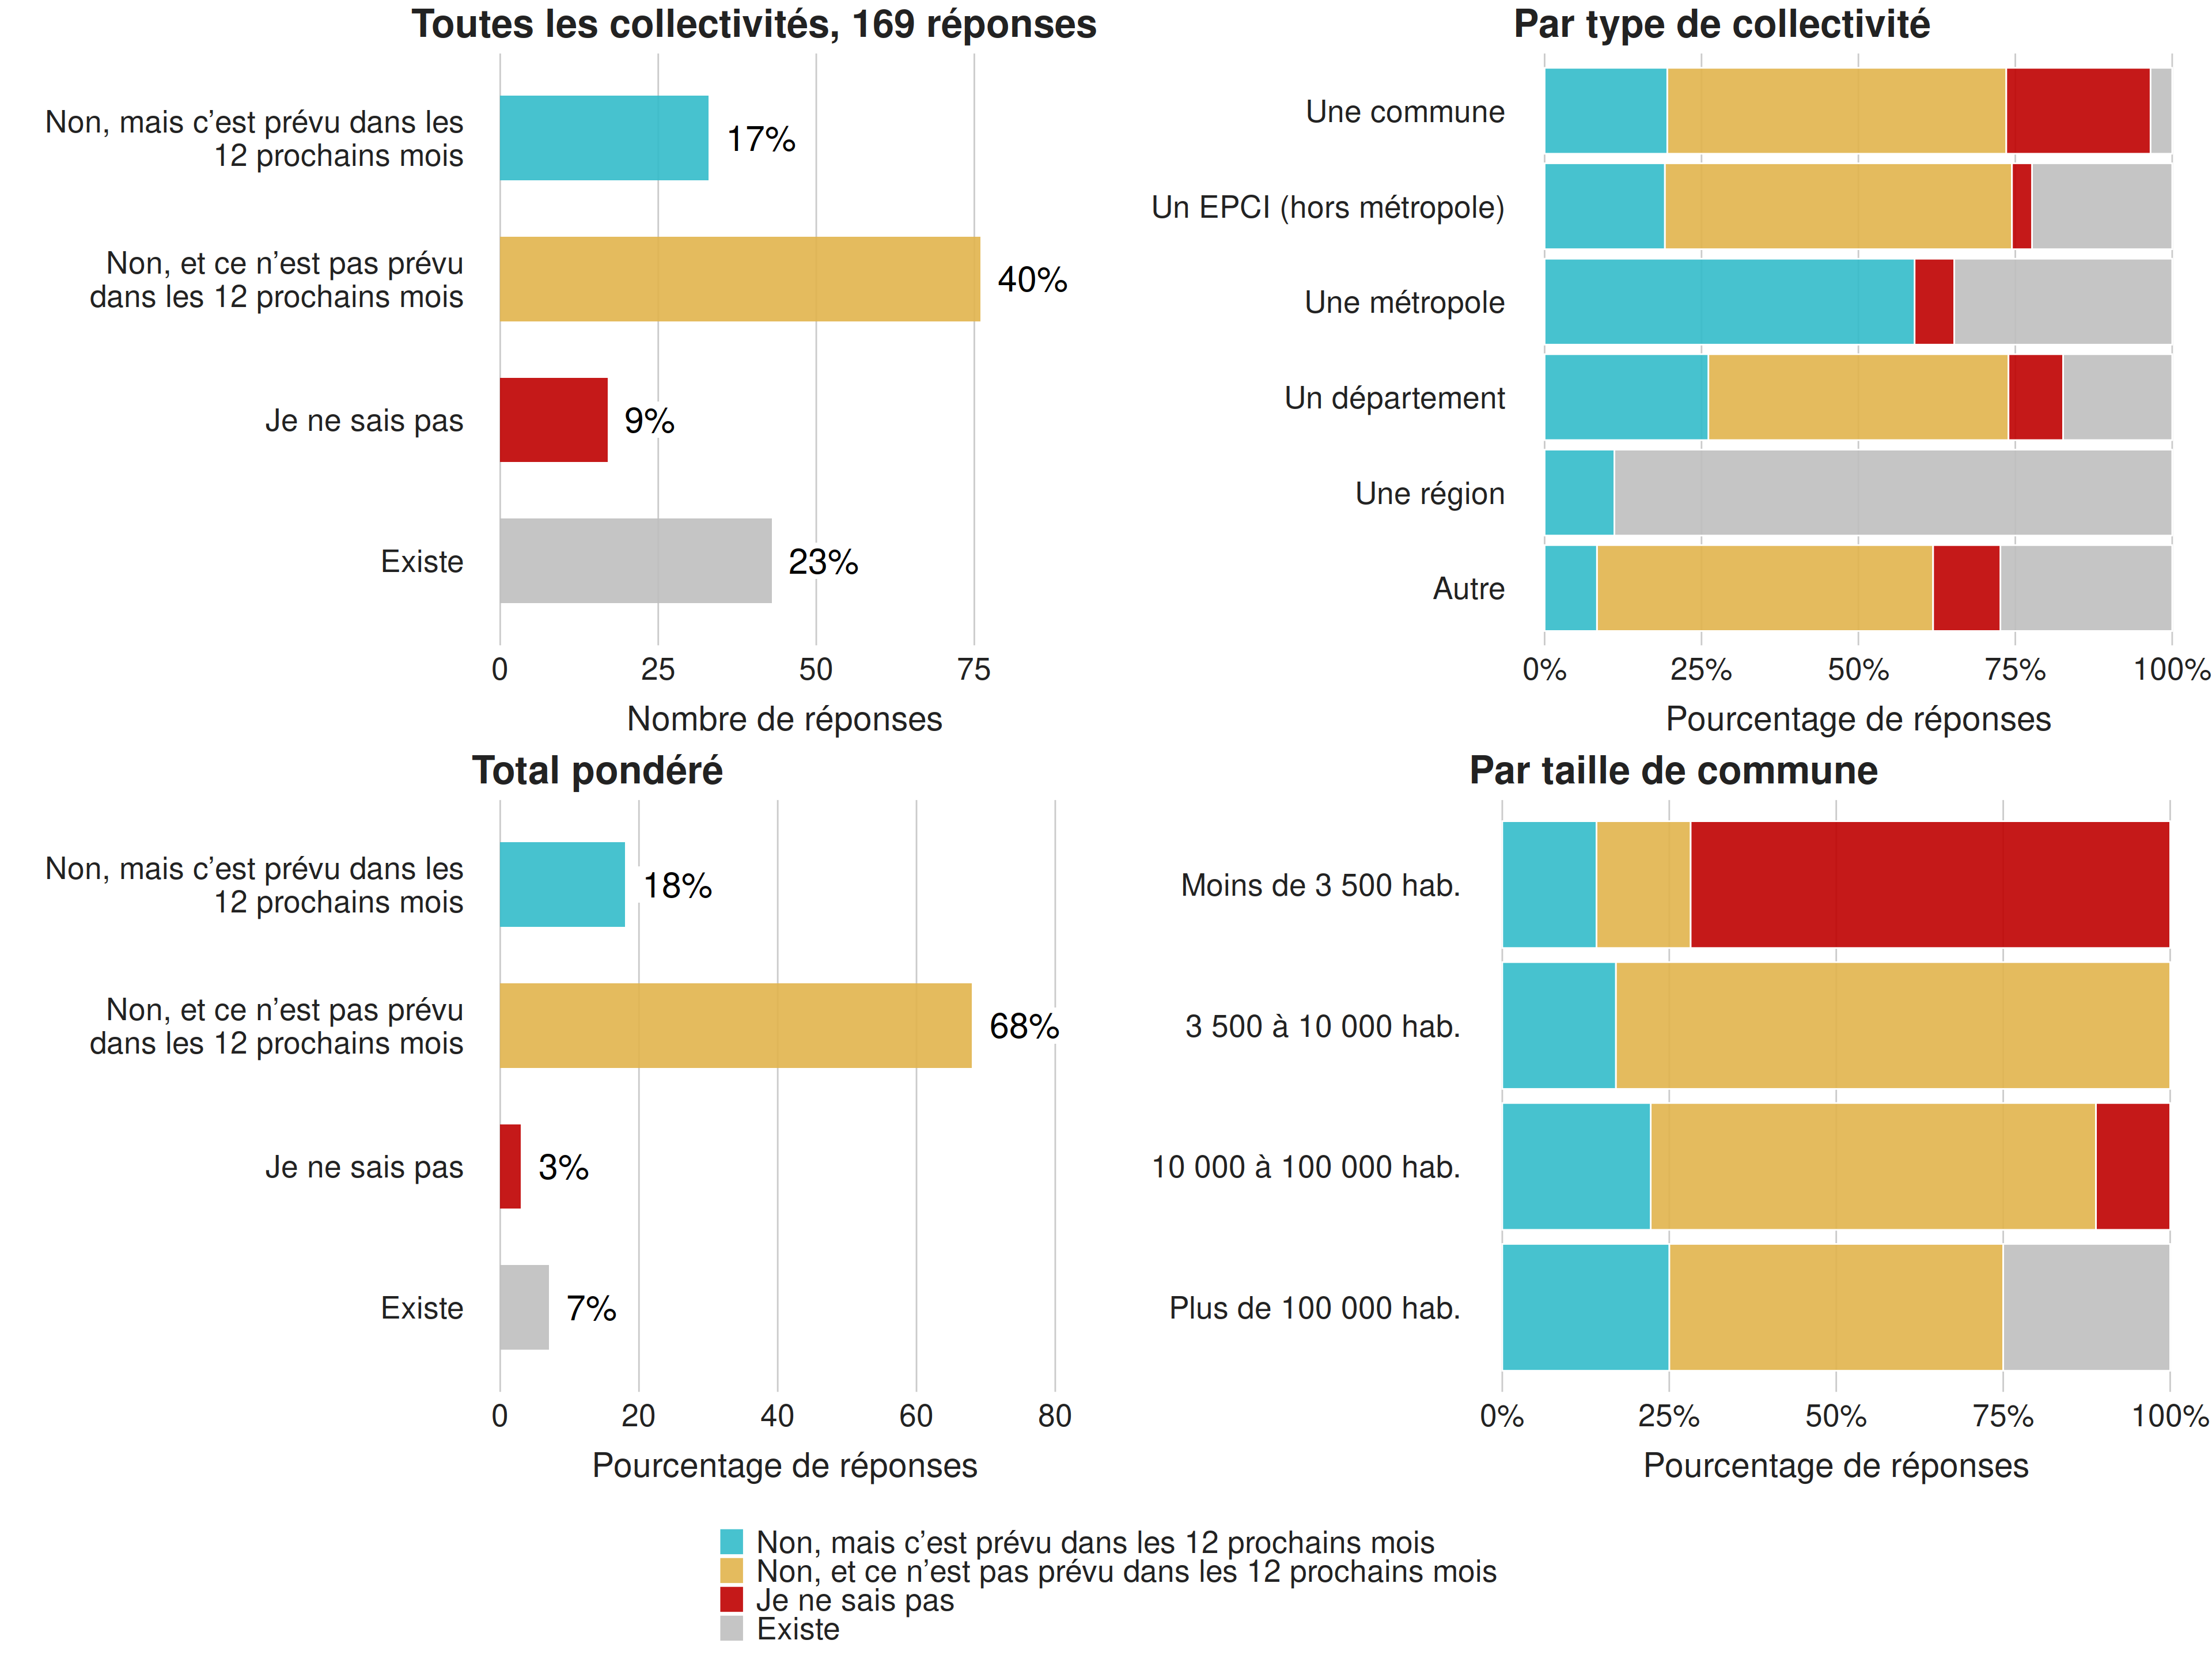 Toutes les collectivités, 169 réponses
Non, mais c’est prévu dans les
12 prochains mois
17%
Non, et ce n’est pas prévu
dans les 12 prochains mois
40%
Je ne sais pas
9%
Existe
23%
0 25 50 75
Nombre de réponses
Par type de collectivité
Une commune
Un EPCI (hors métropole)
Une métropole
Un département
Une région
Autre
0% 25% 50% 75% 100%
Pourcentage de réponses
Total pondéré
Non, mais c’est prévu dans les
12 prochains mois
18%
Non, et ce n’est pas prévu
dans les 12 prochains mois
68%
Je ne sais pas
3%
Existe
7%
0 20 40 60 80
Pourcentage de réponses
Par taille de commune
Moins de 3 500 hab.
3 500 à 10 000 hab.
10 000 à 100 000 hab.
Plus de 100 000 hab.
0% 25% 50% 75% 100%
Pourcentage de réponses
Non, mais c’est prévu dans les 12 prochains mois
Non, et ce n’est pas prévu dans les 12 prochains mois
Je ne sais pas
Existe